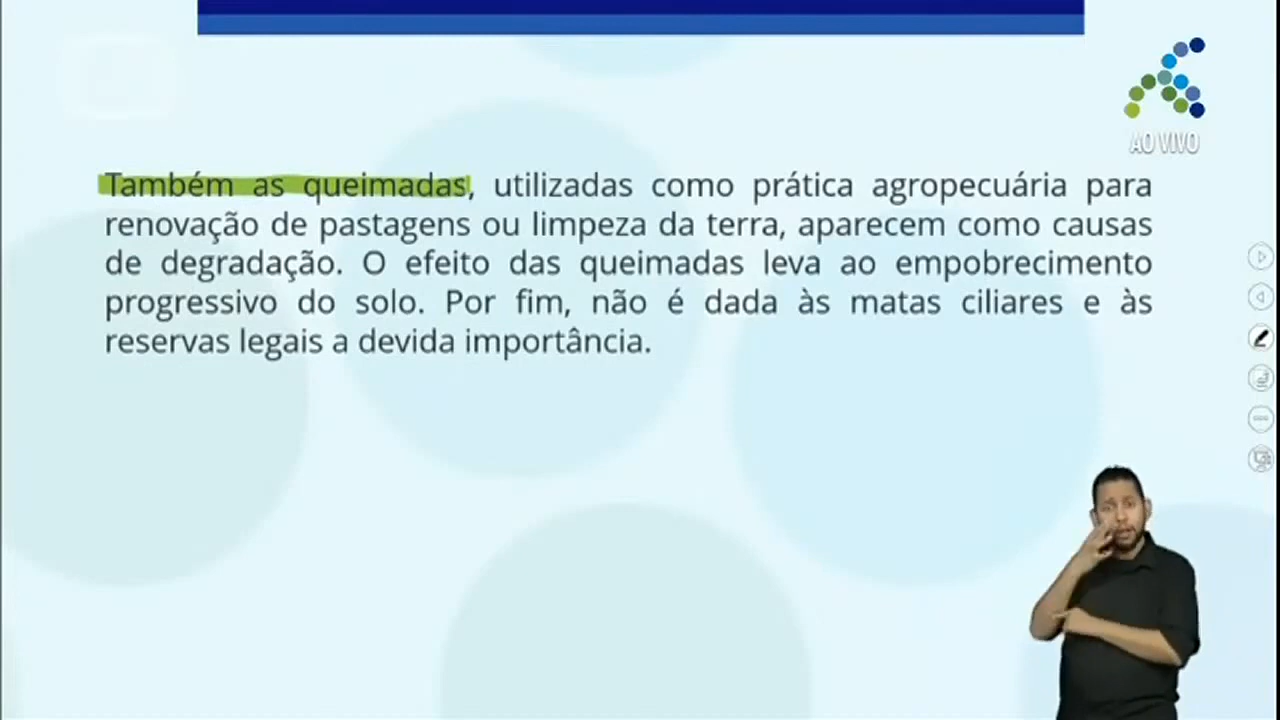 AO VIVO
Também as queimadas, utilizadas como prática agropecuária para
renovação de pastagens ou limpeza da terra, aparecem como causas
de degradação. O efeito das queimadas leva ao empobrecimento
progressivo do solo. Por fim, não é dada às matas ciliares e às
reservas legais a devida importância.